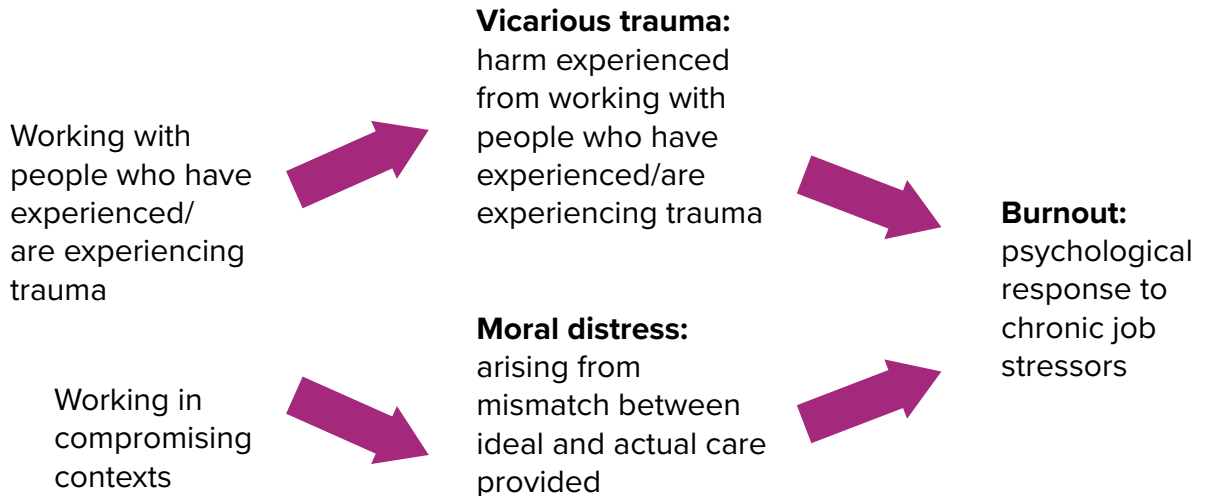 Working with
people who have
experienced/
are experiencing
trauma
Working in
compromising
contexts
Vicarious trauma:
harm experienced
from working with
people who have
experienced/are
experiencing trauma
Moral distress:
arising from
mismatch between
ideal and actual care
provided
Burnout:
psychological
response to
chronic job
stressors